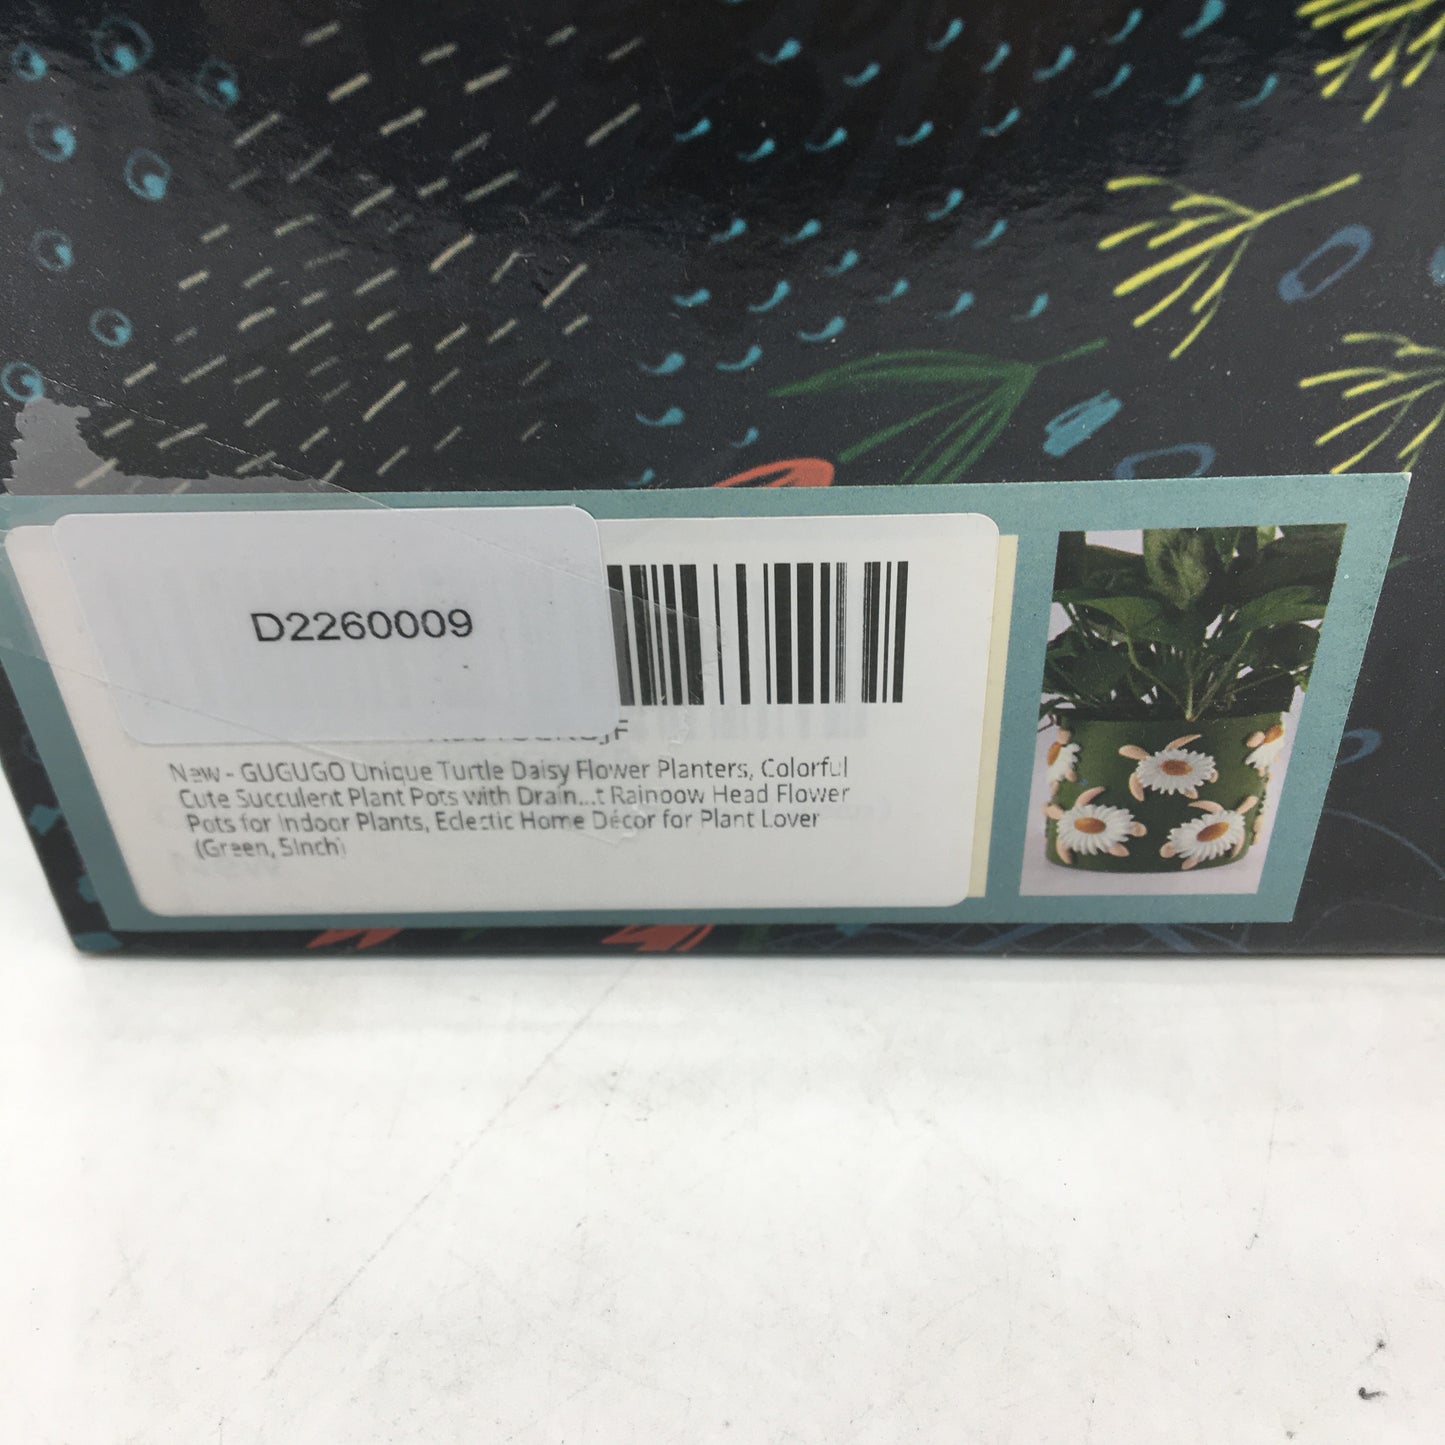 D2260009
New - GUGUGO Unique Turtle Daisy Flower Planters, Colorful
Cute Succulent Plant Pots with Drain...t Rainbow Head Flower
Pots for Indoor Plants, Eclectic Home Décor for Plant Lover
(Green, 5Inch)